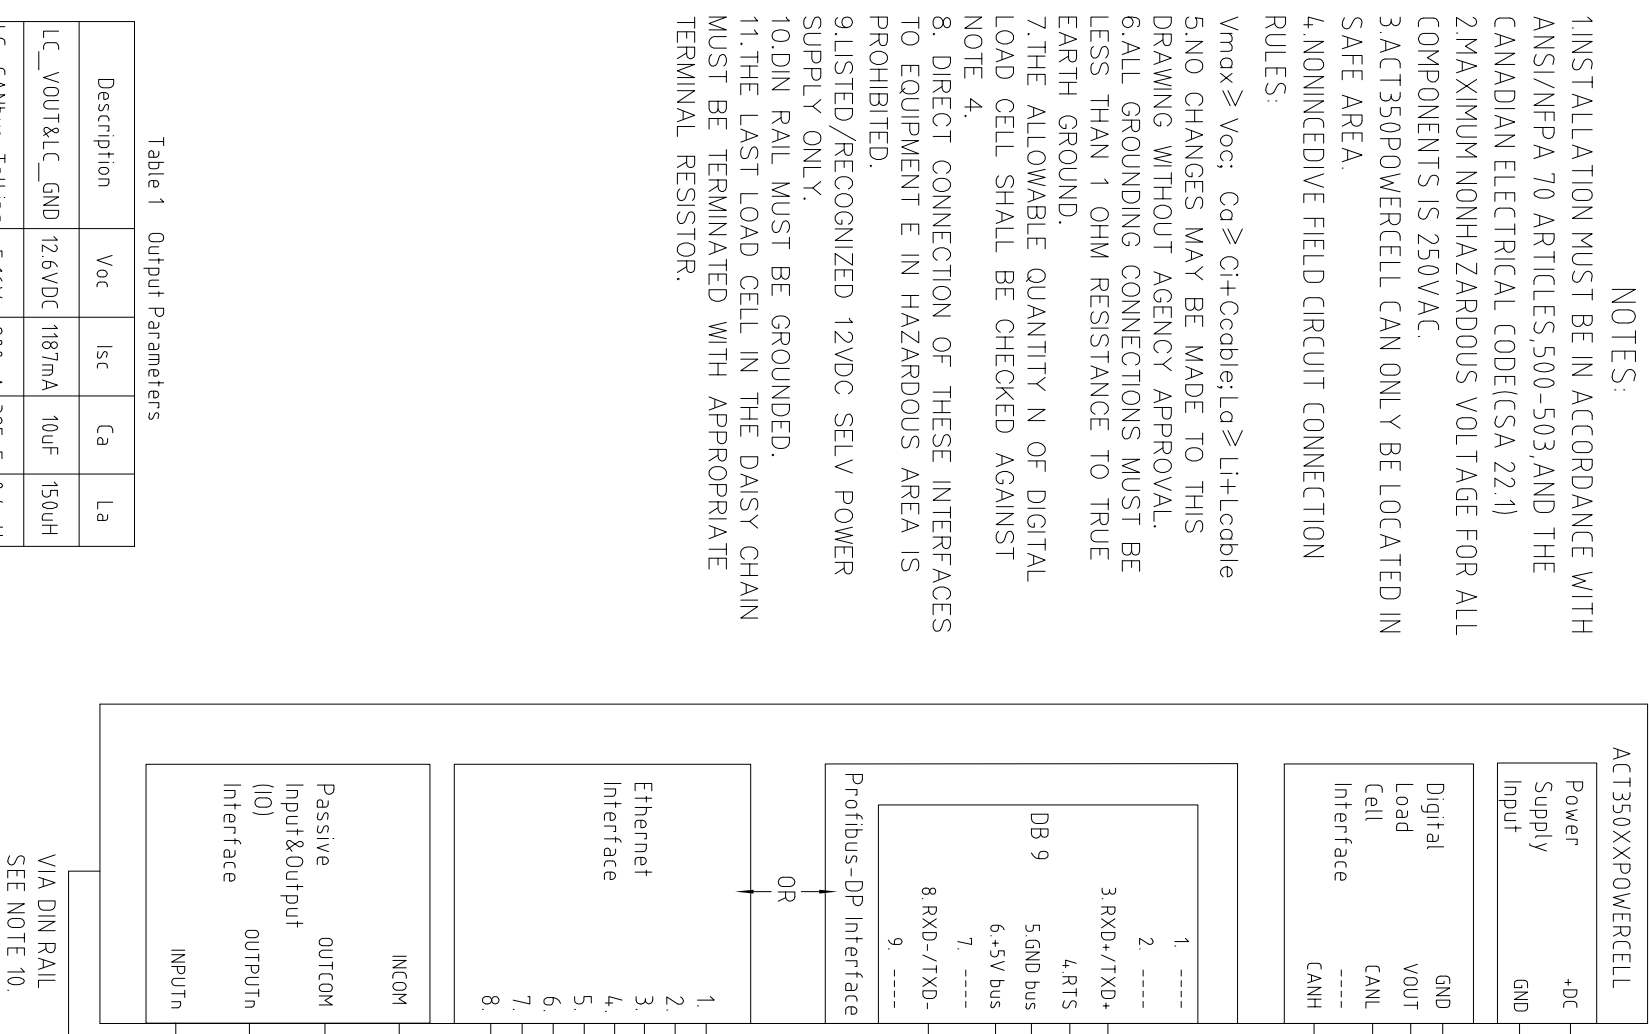 NOTES:
1.INSTALLATION MUST BE IN ACCORDANCE WITH
ANSI/NFPA 70 ARTICLES,500-503,AND THE
CANADIAN ELECTRICAL CODE(CSA 22.1)
2.MAXIMUM NONHAZARDOUS VOLTAGE FOR ALL
COMPONENTS IS 250VAC.
3.ACT350POWERCELL CAN ONLY BE LOCATED IN
SAFE AREA.
4.NONINCEDIVE FIELD CIRCUIT CONNECTION
RULES:
Vmax≥Voc; Ca≥Ci+Ccable;La≥Li+Lcable
5.NO CHANGES MAY BE MADE TO THIS
DRAWING WITHOUT AGENCY APPROVAL.
6.ALL GROUNDING CONNECTIONS MUST BE
LESS THAN 1 OHM RESISTANCE TO TRUE
EARTH GROUND.
7.THE ALLOWABLE QUANTITY N OF DIGITAL
LOAD CELL SHALL BE CHECKED AGAINST
NOTE 4.
8. DIRECT CONNECTION OF THESE INTERFACES
TO EQUIPMENT E IN HAZARDOUS AREA IS
PROHIBITED.
9.LISTED/RECOGNIZED 12VDC SELV POWER
SUPPLY ONLY.
10.DIN RAIL MUST BE GROUNDED.
11.THE LAST LOAD CELL IN THE DAISY CHAIN
MUST BE TERMINATED WITH APPROPRIATE
TERMINAL RESISTOR.
Table 1 Output Parameters
Description Voc Isc Ca La
LC_VOUT&LC_GND 12.6VDC 1187mA 10uF 150uH
ACT350XXPOWERCELL
Power
Supply
Input
+DC
GND
Digital
Load
Cell
Interface
GND
VOUT
CANL
----
CANH
DB 9
1. ----
2. ----
3. RXD+/TXD+
4.RTS
5.GND bus
6.+5V bus
7. ----
8. RXD-/TXD-
9. ----
Profibus-DP Interface
OR
Ethernet
Interface
1.
2.
3.
4.
5.
6.
7.
8.
Passive
Input&Output
(IO)
Interface
INCOM
OUTCOM
OUTPUTn
INPUTn
VIA DIN RAIL
SEE NOTE 10.